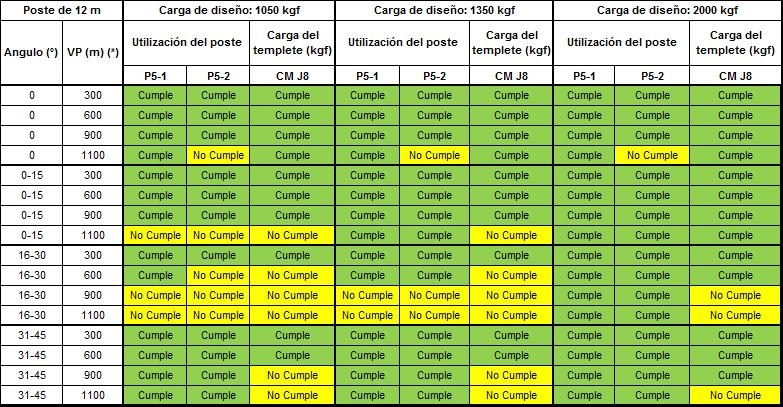 Poste de 12 m Carga de diseño: 1050 kgf Carga de diseño: 1350 kgf Carga de diseño: 2000 kgf
Angulo (°) VP (m) (*) Utilización del poste Carga del templete (kgf) Utilización del poste Carga del templete (kgf) Utilización del poste Carga del templete (kgf)
P5-1 P5-2 CM J8 P5-1 P5-2 CM J8 P5-1 P5-2 CM J8
0 300 Cumple Cumple Cumple Cumple Cumple Cumple Cumple Cumple Cumple
0 600 Cumple Cumple Cumple Cumple Cumple Cumple Cumple Cumple Cumple
0 900 Cumple Cumple Cumple Cumple Cumple Cumple Cumple Cumple Cumple
0 1100 Cumple No Cumple Cumple Cumple No Cumple Cumple Cumple No Cumple Cumple
0-15 300 Cumple Cumple Cumple Cumple Cumple Cumple Cumple Cumple Cumple
0-15 600 Cumple Cumple Cumple Cumple Cumple Cumple Cumple Cumple Cumple
0-15 900 Cumple Cumple Cumple Cumple Cumple Cumple Cumple Cumple Cumple
0-15 1100 No Cumple No Cumple No Cumple Cumple Cumple No Cumple Cumple Cumple Cumple
16-30 300 Cumple Cumple Cumple Cumple Cumple Cumple Cumple Cumple Cumple
16-30 600 Cumple No Cumple No Cumple Cumple Cumple No Cumple Cumple Cumple Cumple
16-30 900 No Cumple No Cumple No Cumple No Cumple No Cumple No Cumple Cumple Cumple No Cumple
16-30 1100 No Cumple No Cumple No Cumple No Cumple No Cumple No Cumple Cumple Cumple No Cumple
31-45 300 Cumple Cumple Cumple Cumple Cumple Cumple Cumple Cumple Cumple
31-45 600 Cumple Cumple Cumple Cumple Cumple Cumple Cumple Cumple Cumple
31-45 900 Cumple Cumple No Cumple Cumple Cumple No Cumple Cumple Cumple Cumple
31-45 1100 Cumple Cumple No Cumple Cumple Cumple No Cumple Cumple Cumple No Cumple